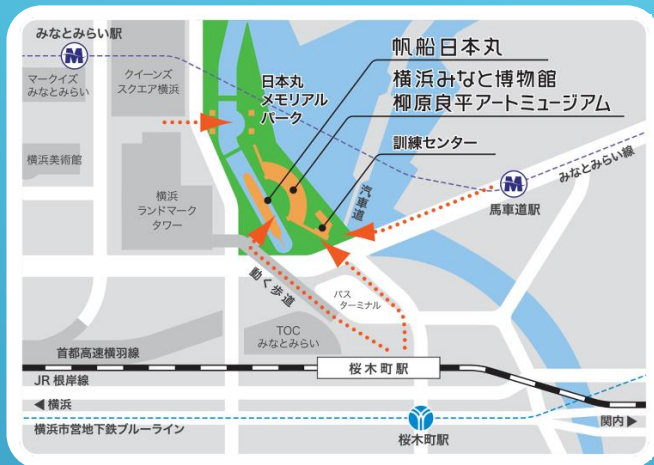 みなとみらい駅
マークイズ
みなとみらい
クイーンズ
スクエア横浜
日本丸
メモリアル
パーク
帆船日本丸
横浜みなと博物館
柳原良平アートミュージアム
訓練センター
横浜美術館
横浜
ランドマーク
タワー
汽車道
みなとみらい線
馬車道駅
動く歩道
バス
ターミナル
TOC
みなとみらい
首都高速横羽線
桜木町駅
JR 根岸線
◀横浜
関内▶
横浜市営地下鉄ブルーライン
桜木町駅